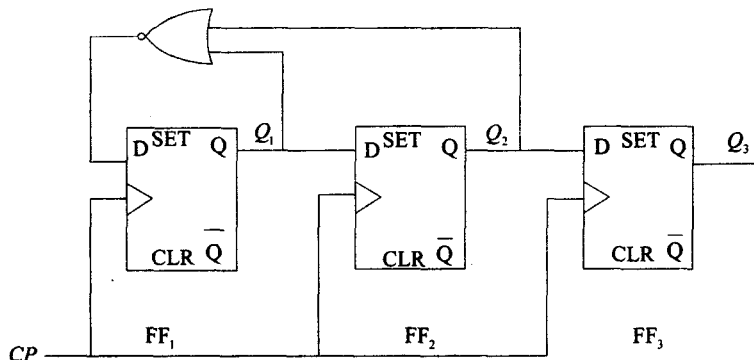 D SET Q
CLR Q̅
Q₁
D SET Q
CLR Q̅
Q₂
D SET Q
CLR Q̅
Q₃
FF₁
FF₂
FF₃
CP